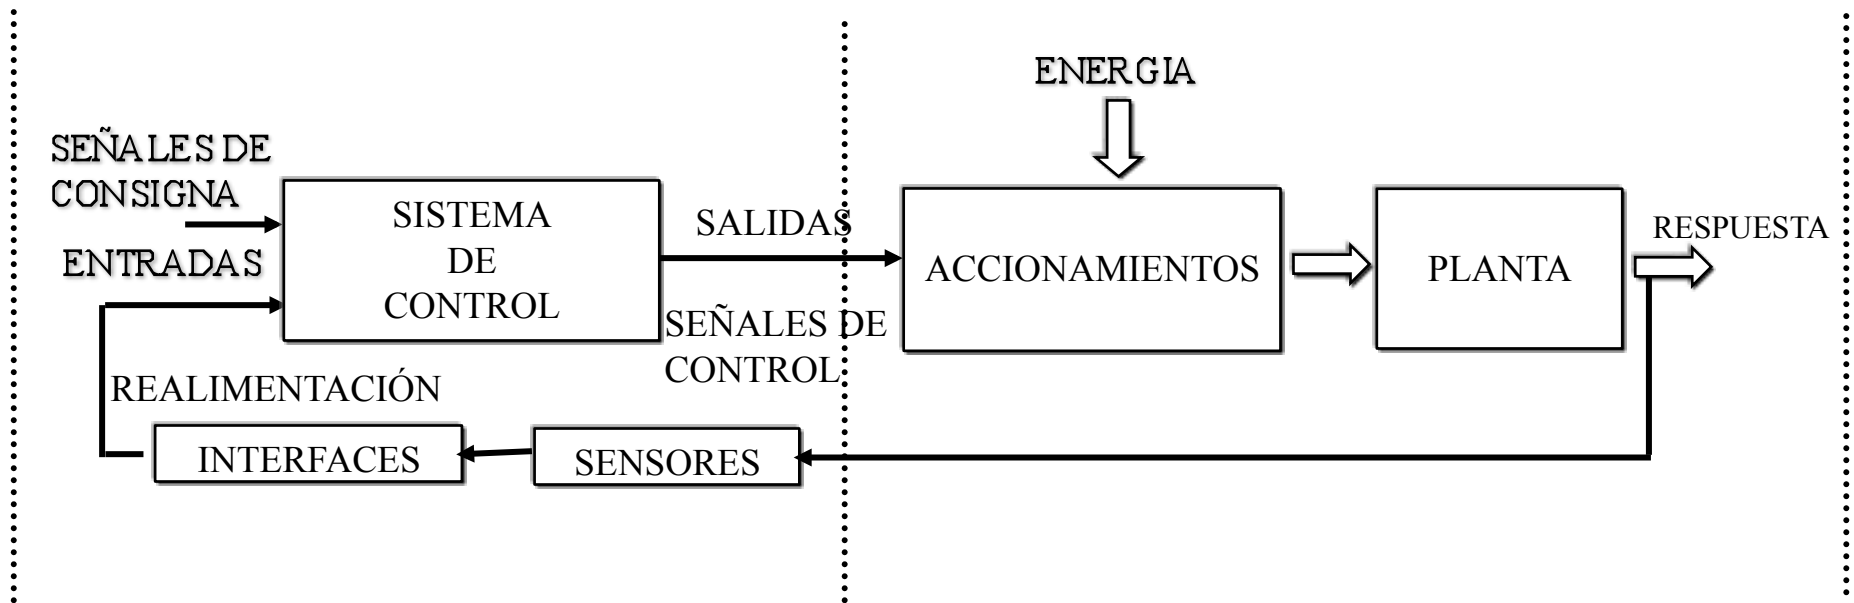 ENERGIA
SEÑALES DE
CONSIGNA
ENTRADAS
SISTEMA
DE
CONTROL
SALIDAS
SEÑALES DE
CONTROL
ACCIONAMIENTOS
PLANTA
RESPUESTA
REALIMENTACIÓN
INTERFACES
SENSORES